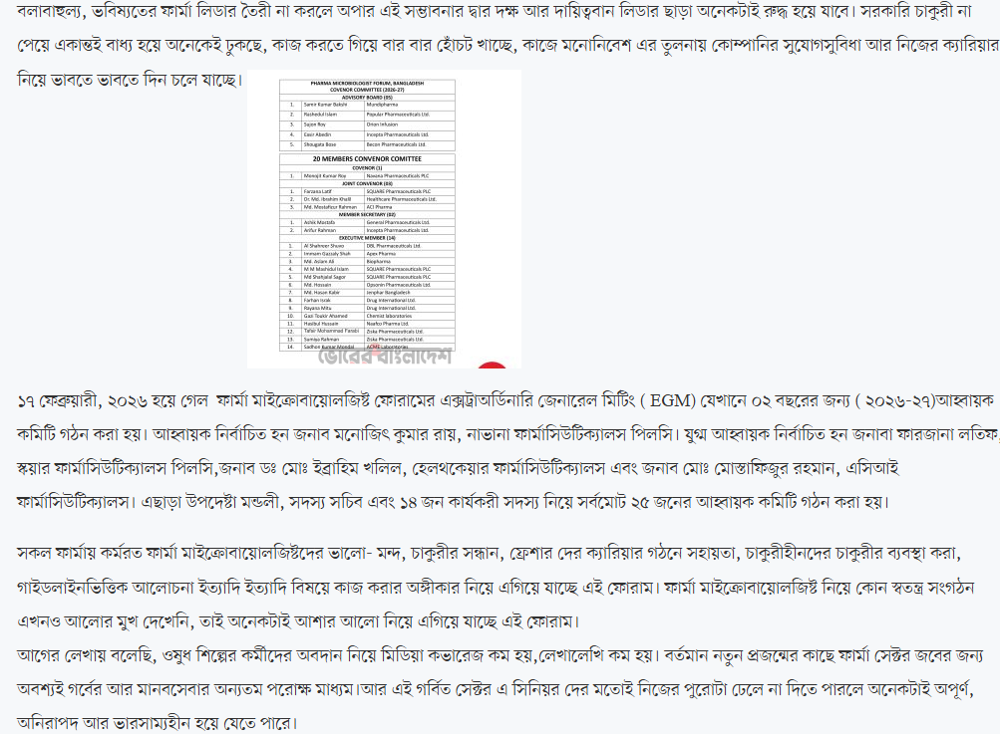 বলাবাহুল্য, ভবিষ্যতের ফার্মা লিডার তৈরী না করলে অপার এই সম্ভাবনার দ্বার দক্ষ আর দায়িত্ববান লিডার ছাড়া অনেকটাই রুদ্ধ হয়ে যাবে। সরকারি চাকুরী না
পেয়ে একান্তই বাধ্য হয়ে অনেকেই ঢুকছে, কাজ করতে গিয়ে বার বার হোঁচট খাচ্ছে, কাজে মনোনিবেশ এর তুলনায় কোম্পানির সুযোগসুবিধা আর নিজের ক্যারিয়ার
নিয়ে ভাবতে ভাবতে দিন চলে যাচ্ছে।
PHARMA MICROBIOLOGIST FORUM, BANGLADESH
COVENOR COMMITTEE (2026-27)
ADVISORY BOARD (05)
1. Samir Kumar Bakshi Mundipharma
2. Rashedul Islam Popular Pharmaceuticals Ltd.
3. Sujon Roy Orion Infusion
4. Easir Abedin Incepta Pharmaceuticals Ltd.
5. Shougata Bose Becon Pharmaceuticals Ltd.
20 MEMBERS CONVENOR COMITTEE
COVENOR (1)
1. Monojit Kumar Roy Navana Pharmaceuticals PLC
JOINT CONVENOR (03)
1. Farzana Latif SQUARE Pharmaceuticals PLC
2. Dr. Md. Ibrahim Khalil Healthcare Pharmaceuticals Ltd.
3. Md. Mostaficur Rahman ACI Pharma
MEMBER SECRETARY (02)
1. Ashik Mostafa General Pharmaceuticals Ltd.
2. Arifur Rahman Incepta Pharmaceuticals Ltd.
EXECUTIVE MEMBER (14)
1. Al Shahreer Shuvo DBL Pharmaceuticals Ltd.
2. Immam Gazzaly Shah Apex Pharma
3. Md. Aslam Ali Biopharma
4. M M Moshidul Islam SQUARE Pharmaceuticals PLC
5. Md Shahjalal Sagor SQUARE Pharmaceuticals PLC
6. Md. Hossain Opsonin Pharmaceuticals Ltd.
7. Md. Hasan Kabir Jenphar Bangladesh
8. Farhan Israk Drug International Ltd.
9. Rayana Mitu Drug International Ltd.
10. Gazi Toukir Ahamed Chemist laboratories
11. Hasibul Hussain Naafco Pharma Ltd.
12. Tafsir Mohammad Farabi Ziska Pharmaceuticals Ltd.
13. Sumiya Rahman Ziska Pharmaceuticals Ltd.
14. Sadhon Kumar Mondal ACME Laboratories
ভোরের বাংলাদেশ
১৭ ফেব্রুয়ারী, ২০২৬ হয়ে গেল ফার্মা মাইক্রোবায়োলজিষ্ট ফোরামের এক্সট্রাঅর্ডিনারি জেনারেল মিটিং ( EGM) যেখানে ০২ বছরের জন্য ( ২০২৬-২৭)আহ্বায়ক
কমিটি গঠন করা হয়। আহ্বায়ক নির্বাচিত হন জনাব মনোজিৎ কুমার রায়, নাভানা ফার্মাসিউটিক্যালস পিলসি। যুগ্ম আহ্বায়ক নির্বাচিত হন জনাবা ফারজানা লতিফ,
স্কয়ার ফার্মাসিউটিক্যালস পিলসি,জনাব ডঃ মোঃ ইব্রাহিম খলিল, হেলথকেয়ার ফার্মাসিউটিক্যালস এবং জনাব মোঃ মোস্তাফিজুর রহমান, এসিআই
ফার্মাসিউটিক্যালস। এছাড়া উপদেষ্টা মন্ডলী, সদস্য সচিব এবং ১৪ জন কার্যকরী সদস্য নিয়ে সর্বমোট ২৫ জনের আহ্বায়ক কমিটি গঠন করা হয়।
সকল ফার্মায় কর্মরত ফার্মা মাইক্রোবায়োলজিষ্টদের ভালো- মন্দ, চাকুরীর সন্ধান, ফ্রেশার দের ক্যারিয়ার গঠনে সহায়তা, চাকুরীহীনদের চাকুরীর ব্যবস্থা করা,
গাইডলাইনভিত্তিক আলোচনা ইত্যাদি ইত্যাদি বিষয়ে কাজ করার অঙ্গীকার নিয়ে এগিয়ে যাচ্ছে এই ফোরাম। ফার্মা মাইক্রোবায়োলজিষ্ট নিয়ে কোন স্বতন্ত্র সংগঠন
এখনও আলোর মুখ দেখেনি, তাই অনেকটাই আশার আলো নিয়ে এগিয়ে যাচ্ছে এই ফোরাম।
আগের লেখায় বলেছি, ওষুধ শিল্পের কর্মীদের অবদান নিয়ে মিডিয়া কভারেজ কম হয়,লেখালেখি কম হয়। বর্তমান নতুন প্রজন্মের কাছে ফার্মা সেক্টর জবের জন্য
অবশ্যই গর্বের আর মানবসেবার অন্যতম পরোক্ষ মাধ্যম।আর এই গর্বিত সেক্টর এ সিনিয়র দের মতোই নিজের পুরোটা ঢেলে না দিতে পারলে অনেকটাই অপূর্ণ,
অনিরাপদ আর ভারসাম্যহীন হয়ে যেতে পারে।